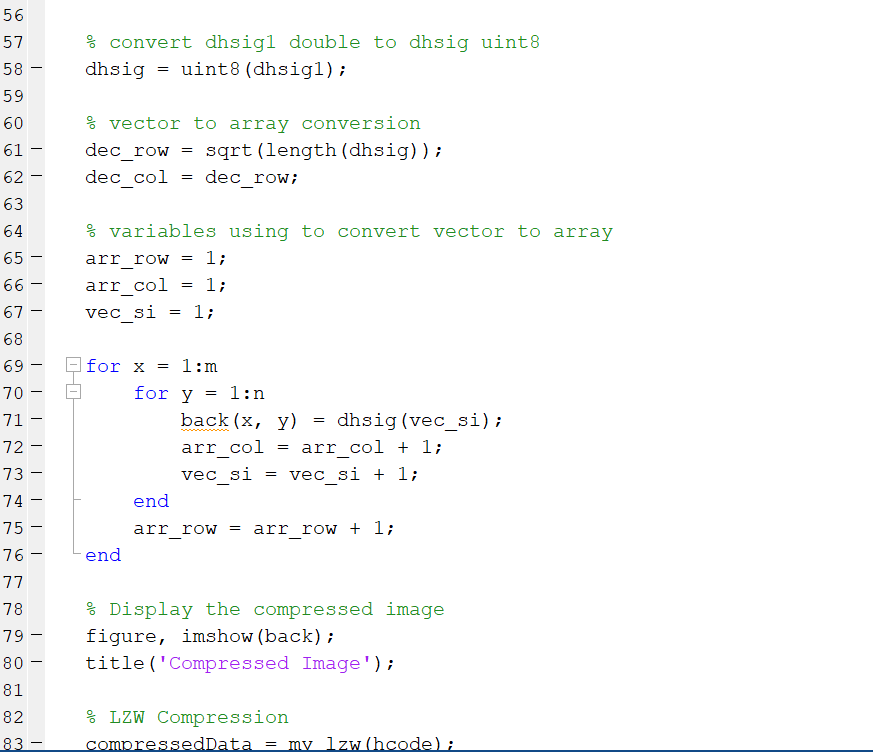 56
57 % convert dhsig1 double to dhsig uint8
58 dhsig = uint8(dhsig1);
59
60 % vector to array conversion
61 dec_row = sqrt(length(dhsig));
62 dec_col = dec_row;
63
64 % variables using to convert vector to array
65 arr_row = 1;
66 arr_col = 1;
67 vec_si = 1;
68
69 for x = 1:m
70 for y = 1:n
71 back(x, y) = dhsig(vec_si);
72 arr_col = arr_col + 1;
73 vec_si = vec_si + 1;
74 end
75 arr_row = arr_row + 1;
76 end
77
78 % Display the compressed image
79 figure, imshow(back);
80 title('Compressed Image');
81
82 % LZW Compression
83 compressedData = my_lzw(hcode);